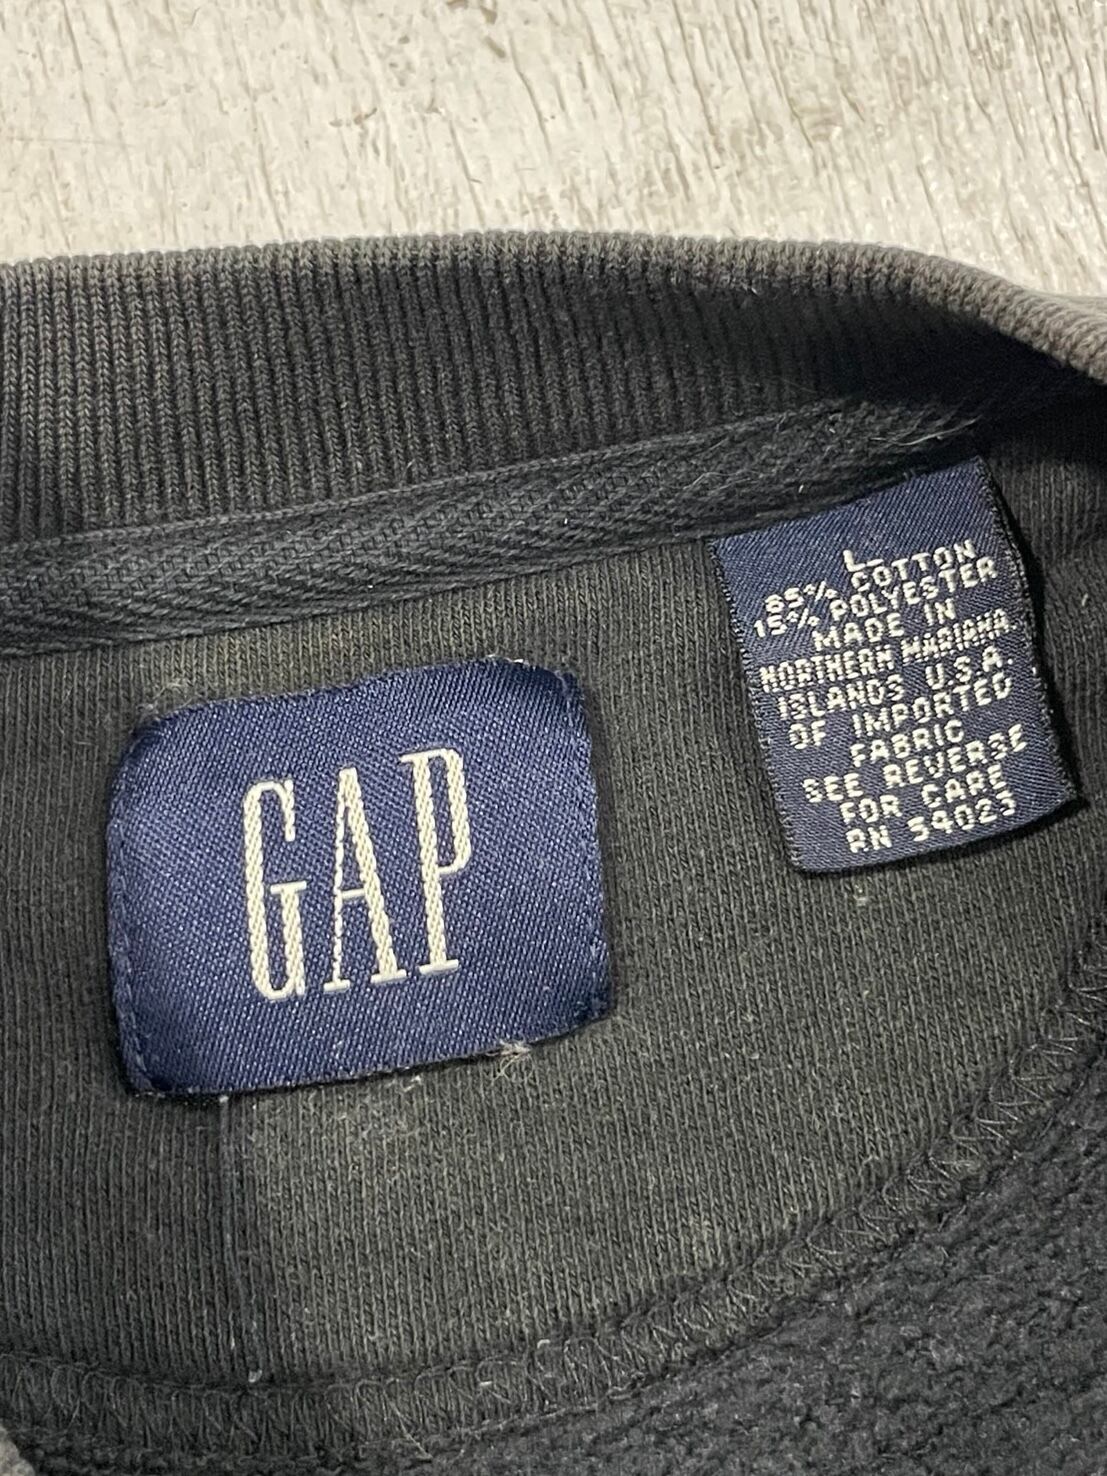 GAP
L
85% COTTON
15% POLYESTER
MADE IN
NORTHERN MARIANA
ISLANDS U.S.A.
OF IMPORTED
FABRIC
SEE REVERSE
FOR CARE
RN 54023